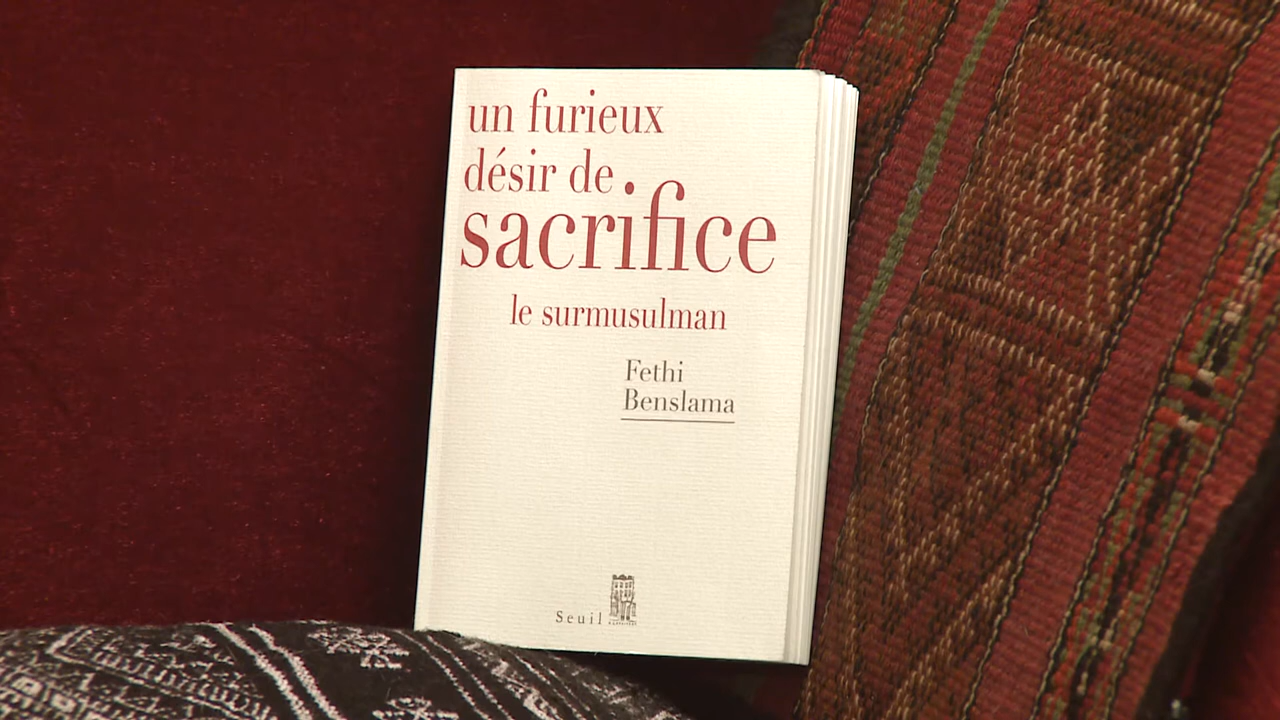 un furieux
désir de
sacrifice
le surmusulman
Fethi
Benslama
Seuil